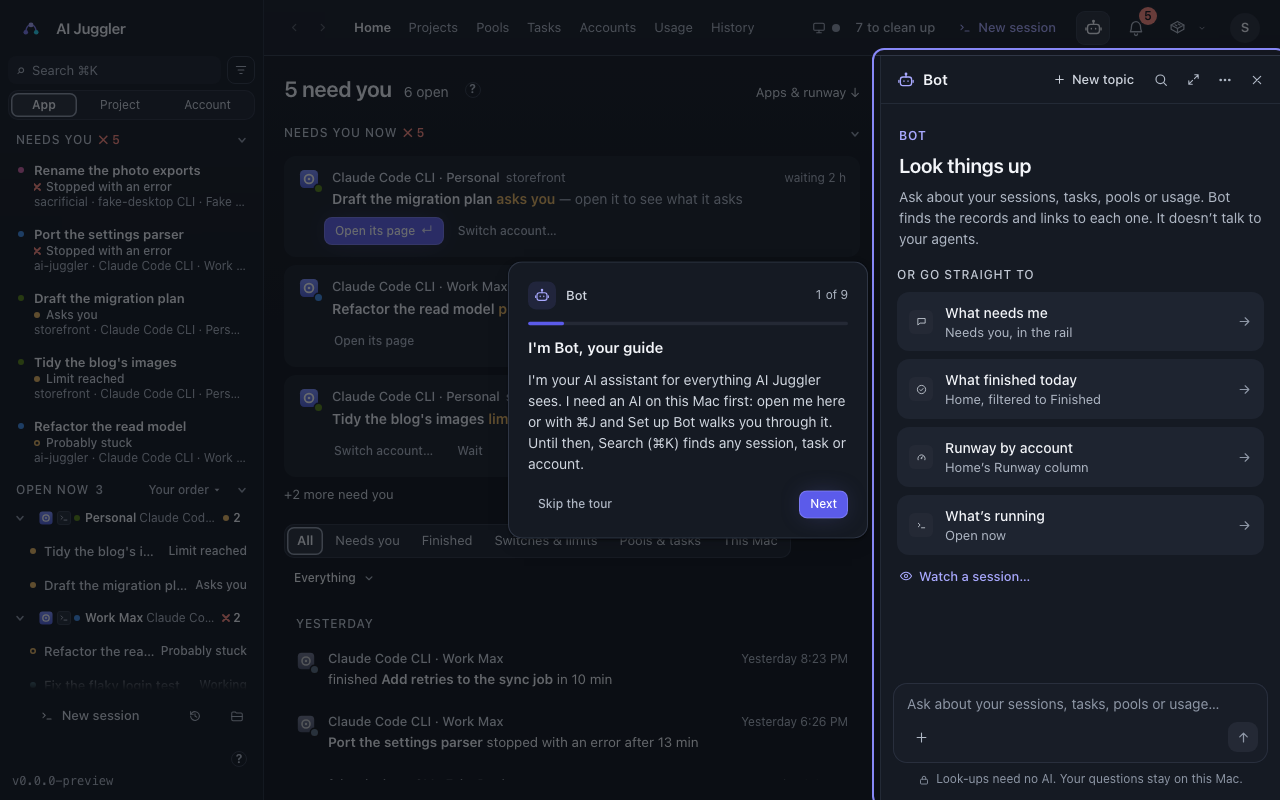 AI Juggler
Search ⌘K
App Project Account
NEEDS YOU 5
Rename the photo exports
Stopped with an error
sacrificial · fake-desktop CLI · Fake ...
Port the settings parser
Stopped with an error
ai-juggler · Claude Code CLI · Work ...
Draft the migration plan
Asks you
storefront · Claude Code CLI · Pers...
Tidy the blog's images
Limit reached
storefront · Claude Code CLI · Pers...
Refactor the read model
Probably stuck
ai-juggler · Claude Code CLI · Work ...
OPEN NOW 3 Your order
Personal Claude Cod... 2
Tidy the blog's i... Limit reached
Draft the migration pl... Asks you
Work Max Claude Co... 2
Refactor the rea... Probably stuck
Fix the flaky login test Working
New session
?
v0.0.0-preview
Home Projects Pools Tasks Accounts Usage History
7 to clean up New session 5 S
5 need you 6 open ? Apps & runway ↓
NEEDS YOU NOW 5
Claude Code CLI · Personal storefront waiting 2 h
Draft the migration plan asks you — open it to see what it asks
Open its page Switch account...
Claude Code CLI · Work Max
Refactor the read model p
Open its page
Claude Code CLI · Personal s
Tidy the blog's images lim
Switch account... Wait
+2 more need you
All Needs you Finished Switches & limits Pools & tasks This Mac
Everything
YESTERDAY
Claude Code CLI · Work Max Yesterday 8:23 PM
finished Add retries to the sync job in 10 min
Claude Code CLI · Work Max Yesterday 6:26 PM
Port the settings parser stopped with an error after 13 min
Bot 1 of 9
I'm Bot, your guide
I'm your AI assistant for everything AI Juggler
sees. I need an AI on this Mac first: open me here
or with ⌘J and Set up Bot walks you through it.
Until then, Search (⌘K) finds any session, task or
account.
Skip the tour Next
Bot + New topic
BOT
Look things up
Ask about your sessions, tasks, pools or usage. Bot
finds the records and links to each one. It doesn't talk to
your agents.
OR GO STRAIGHT TO
What needs me
Needs you, in the rail
What finished today
Home, filtered to Finished
Runway by account
Home's Runway column
What's running
Open now
Watch a session...
Ask about your sessions, tasks, pools or usage...
Look-ups need no AI. Your questions stay on this Mac.